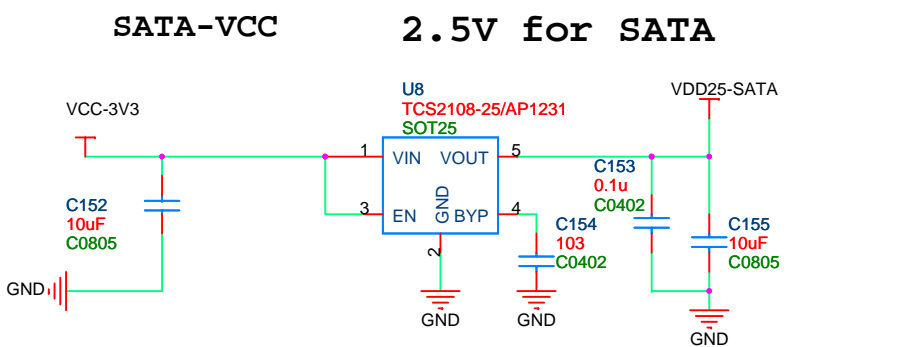 SATA-VCC
2.5V for SATA
VCC-3V3
U8
TCS2108-25/AP1231
SOT25
VDD25-SATA
1
VIN
VOUT
5
3
EN
GND
BYP
4
2
C152
10uF
C0805
GND
C153
0.1u
C0402
C154
103
C0402
C155
10uF
C0805
GND
GND
GND